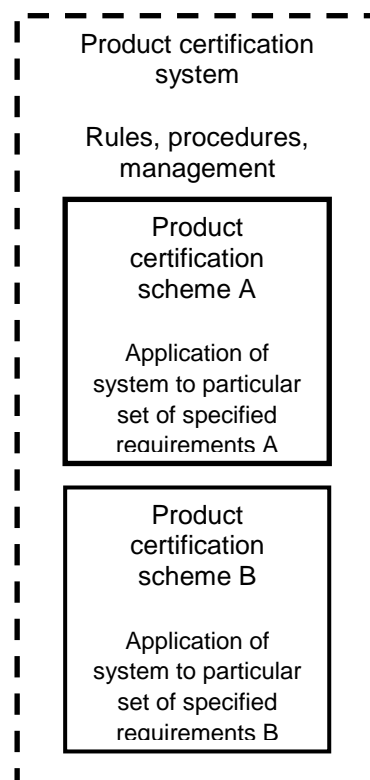 Product certification
system
Rules, procedures,
management
Product
certification
scheme A
Application of
system to particular
set of specified
requirements A
Product
certification
scheme B
Application of
system to particular
set of specified
requirements B